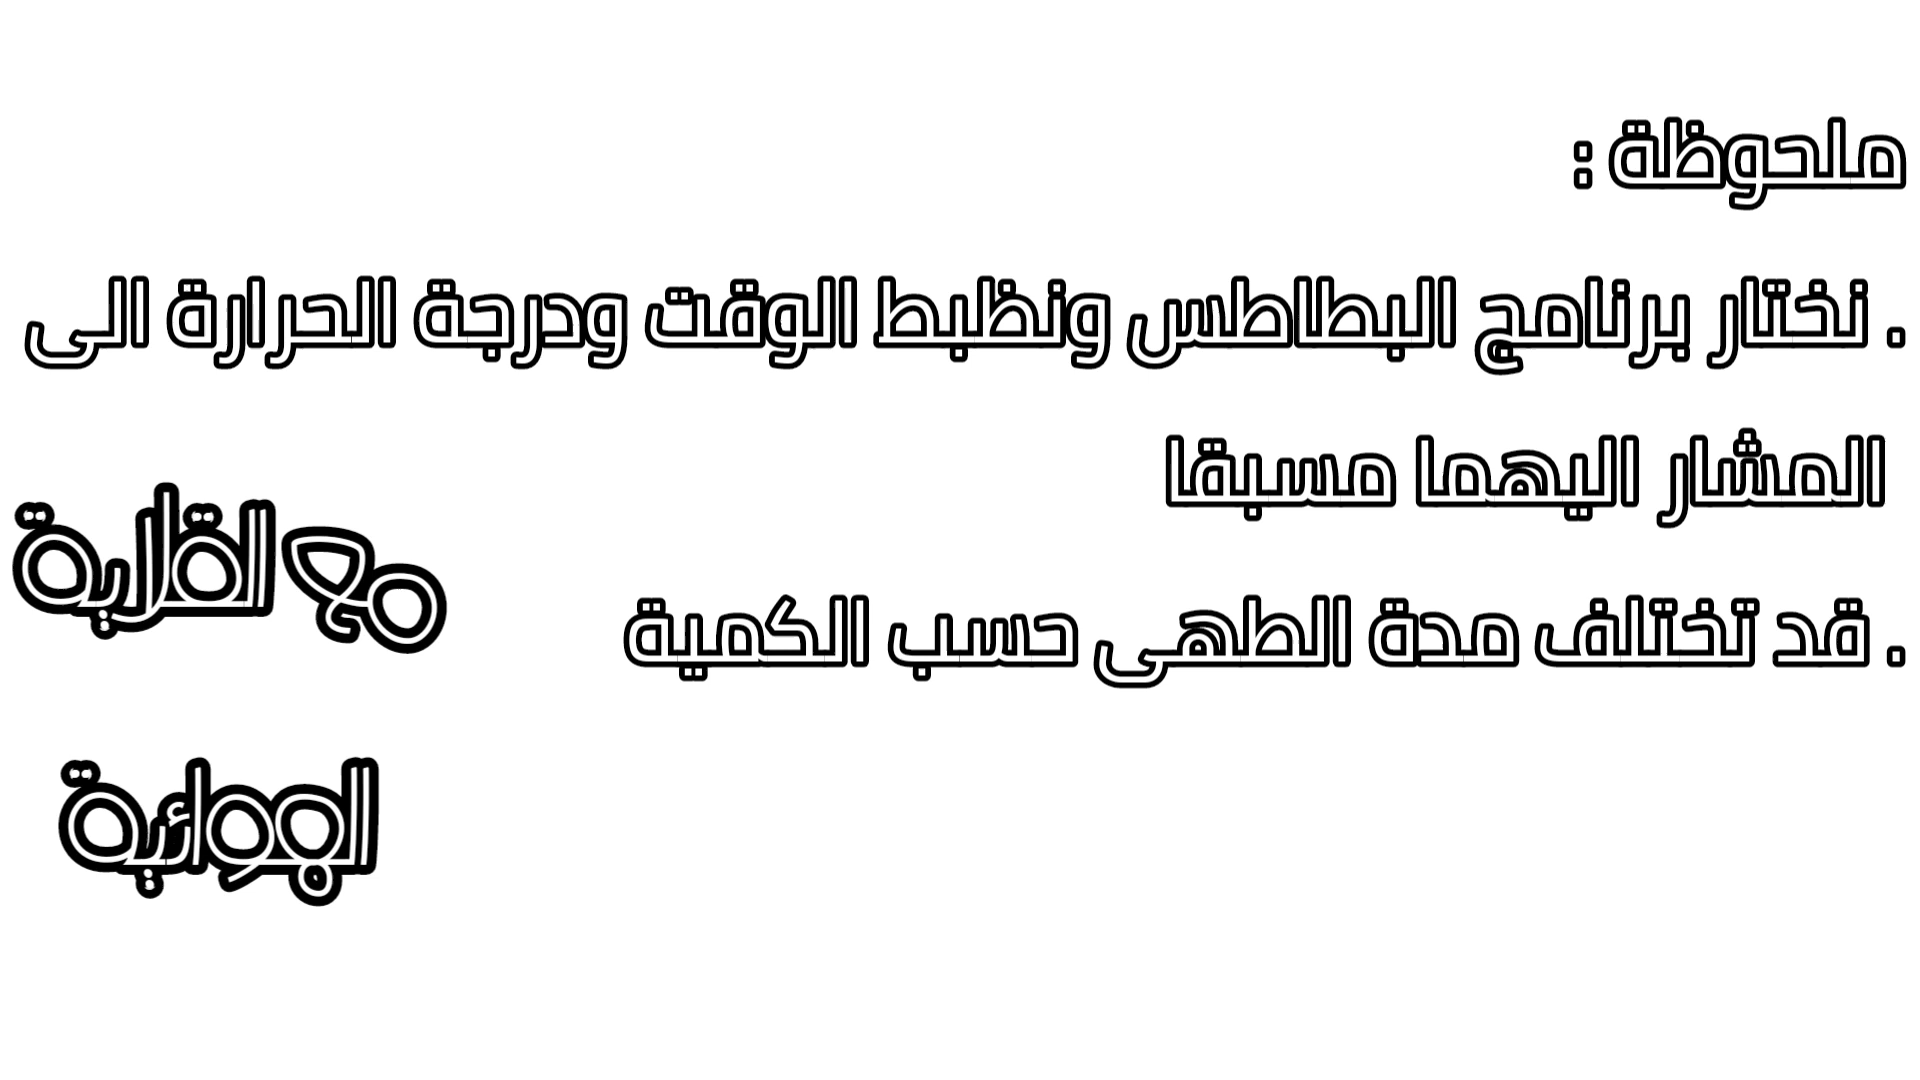 ملحوظة :
. نختار برنامج البطاطس ونظبط الوقت ودرجة الحرارة الى
المشار اليهما مسبقا
. قد تختلف مدة الطهى حسب الكمية
مع القلاية
الهوائية